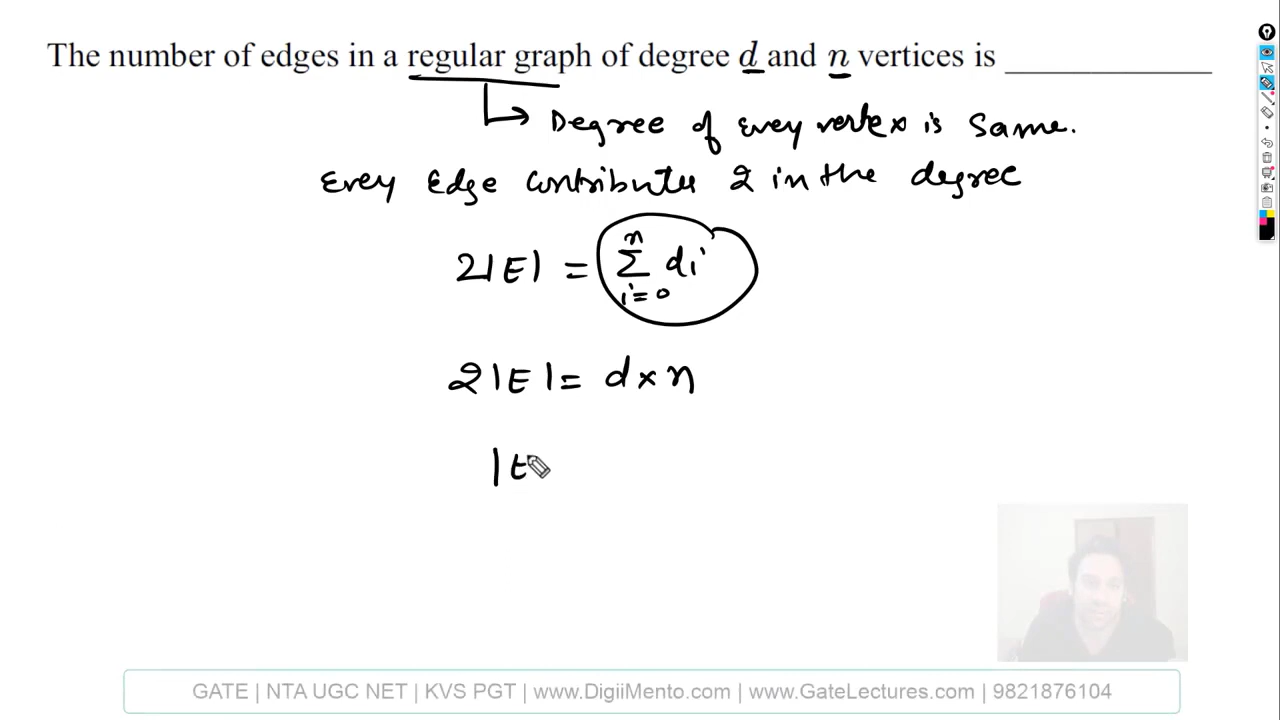 The number of edges in a regular graph of degree d and n vertices is ____________
Degree of Every vertex is Same.
Every Edge Contributes 2 in the degree
2|E| = n Σ i=0 di
2|E| = d × n
|E
GATE | NTA UGC NET | KVS PGT | www.DigiiMento.com | www.GateLectures.com | 9821876104